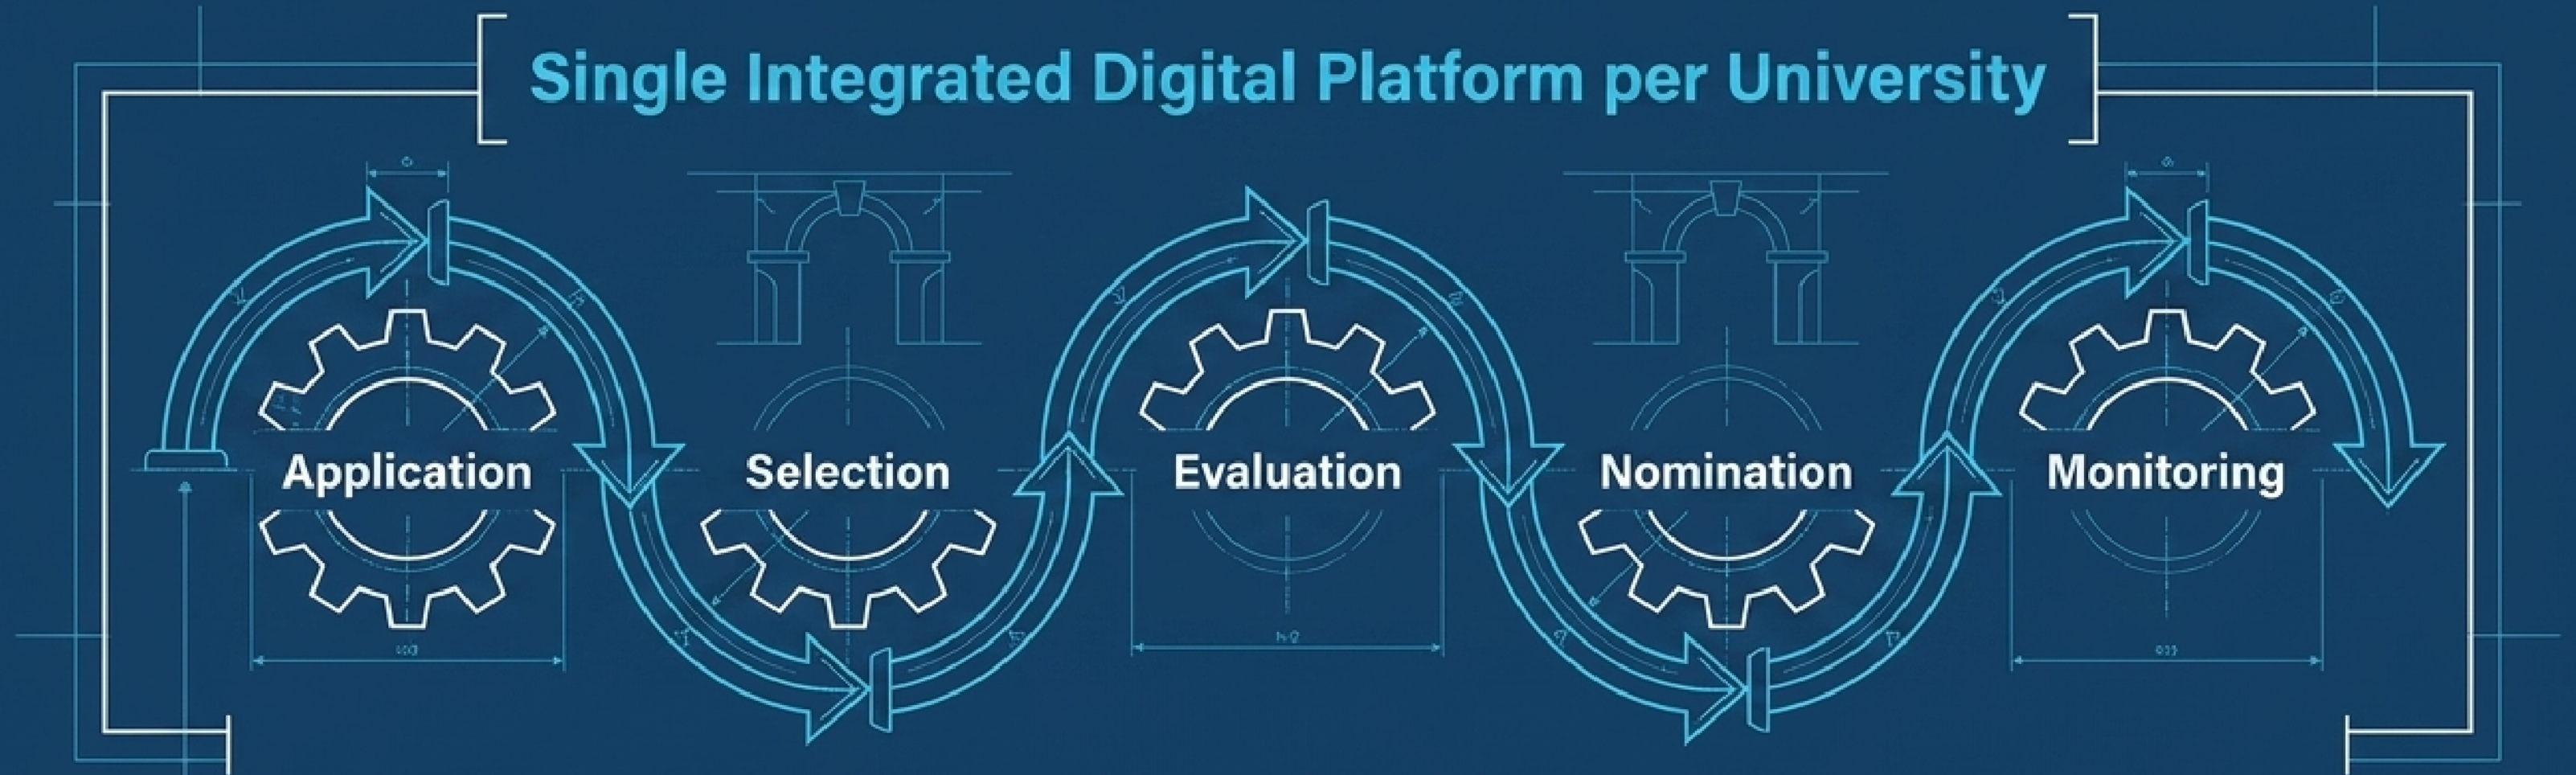 Single Integrated Digital Platform per University
Application
Selection
Evaluation
Nomination
Monitoring